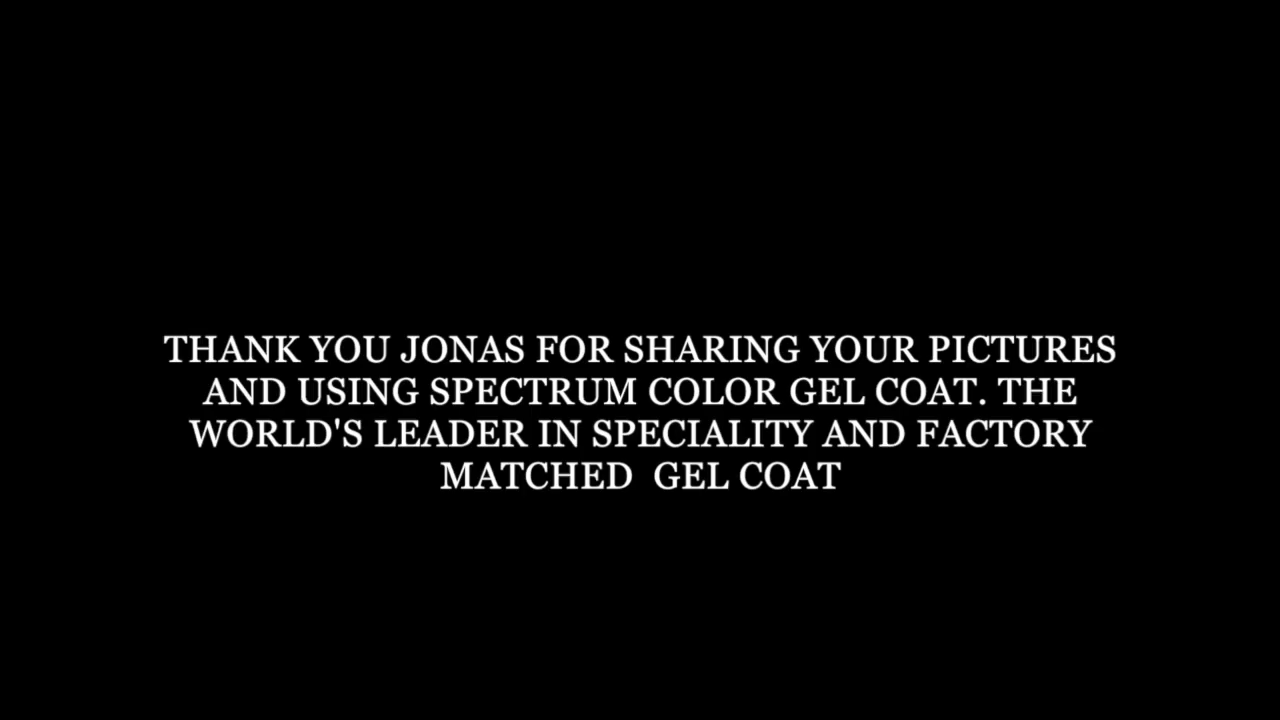 THANK YOU JONAS FOR SHARING YOUR PICTURES
AND USING SPECTRUM COLOR GEL COAT. THE
WORLD'S LEADER IN SPECIALITY AND FACTORY
MATCHED  GEL COAT